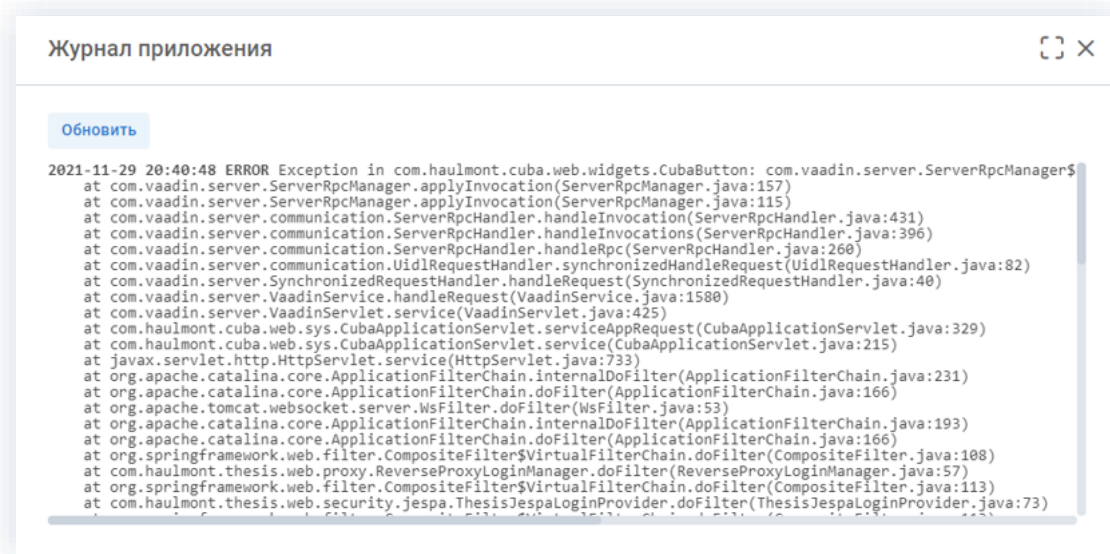 Журнал приложения
Обновить
2021-11-29 20:40:48 ERROR Exception in com.haulmont.cuba.web.widgets.CubaButton: com.vaadin.server.ServerRpcManager$
at com.vaadin.server.ServerRpcManager.applyInvocation(ServerRpcManager.java:157)
at com.vaadin.server.ServerRpcManager.applyInvocation(ServerRpcManager.java:115)
at com.vaadin.server.communication.ServerRpcHandler.handleInvocation(ServerRpcHandler.java:431)
at com.vaadin.server.communication.ServerRpcHandler.handleInvocations(ServerRpcHandler.java:396)
at com.vaadin.server.communication.ServerRpcHandler.handleRpc(ServerRpcHandler.java:260)
at com.vaadin.server.communication.UidlRequestHandler.synchronizedHandleRequest(UidlRequestHandler.java:82)
at com.vaadin.server.SynchronizedRequestHandler.handleRequest(SynchronizedRequestHandler.java:40)
at com.vaadin.server.VaadinService.handleRequest(VaadinService.java:1580)
at com.vaadin.server.VaadinServlet.service(VaadinServlet.java:425)
at com.haulmont.cuba.web.sys.CubaApplicationServlet.serviceAppRequest(CubaApplicationServlet.java:329)
at com.haulmont.cuba.web.sys.CubaApplicationServlet.service(CubaApplicationServlet.java:215)
at javax.servlet.http.HttpServlet.service(HttpServlet.java:733)
at org.apache.catalina.core.ApplicationFilterChain.internalDoFilter(ApplicationFilterChain.java:231)
at org.apache.catalina.core.ApplicationFilterChain.doFilter(ApplicationFilterChain.java:166)
at org.apache.tomcat.websocket.server.WsFilter.doFilter(WsFilter.java:53)
at org.apache.catalina.core.ApplicationFilterChain.internalDoFilter(ApplicationFilterChain.java:193)
at org.apache.catalina.core.ApplicationFilterChain.doFilter(ApplicationFilterChain.java:166)
at org.springframework.web.filter.CompositeFilter$VirtualFilterChain.doFilter(CompositeFilter.java:108)
at com.haulmont.thesis.web.proxy.ReverseProxyLoginManager.doFilter(ReverseProxyLoginManager.java:57)
at org.springframework.web.filter.CompositeFilter$VirtualFilterChain.doFilter(CompositeFilter.java:113)
at com.haulmont.thesis.web.security.jespa.ThesisJespaLoginProvider.doFilter(ThesisJespaLoginProvider.java:73)